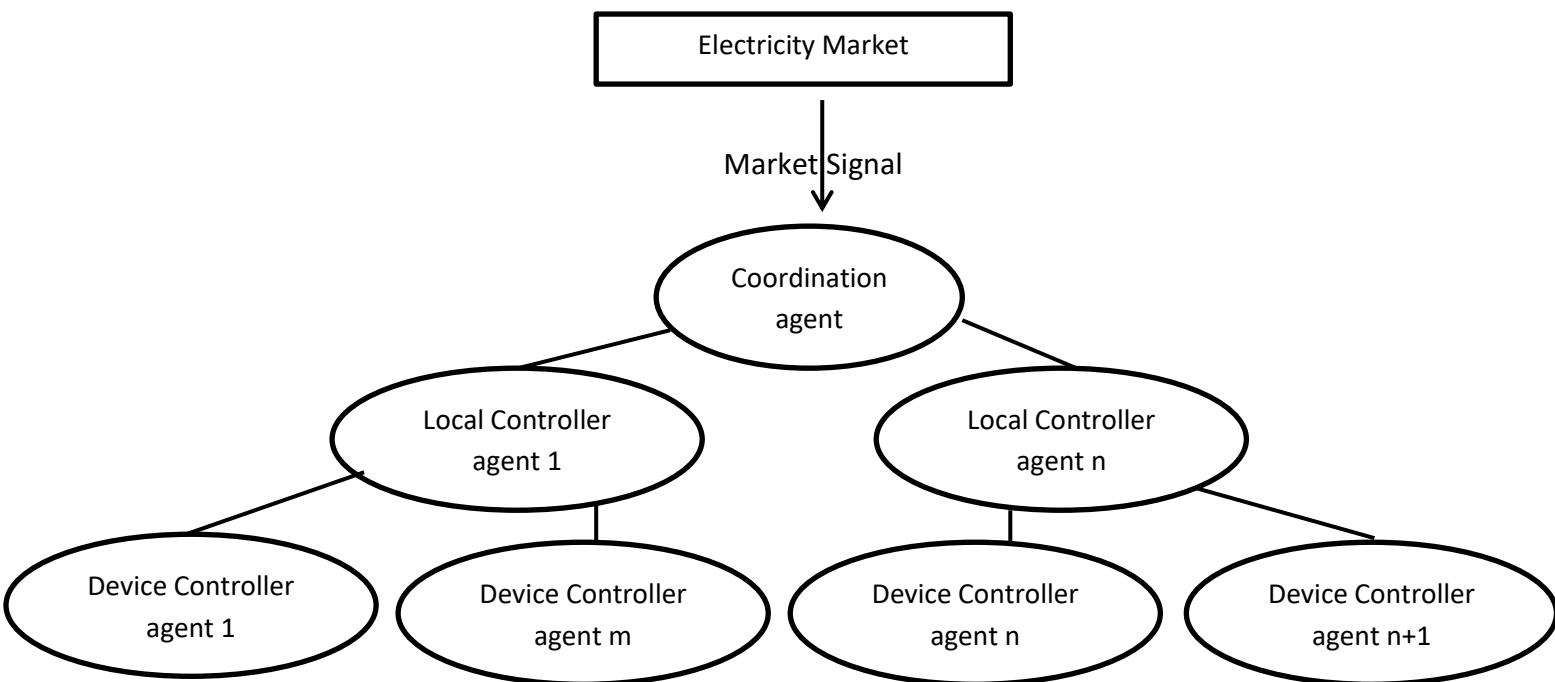 Electricity Market
Market Signal
Coordination
agent
Local Controller
agent 1
Local Controller
agent n
Device Controller
agent 1
Device Controller
agent m
Device Controller
agent n
Device Controller
agent n+1